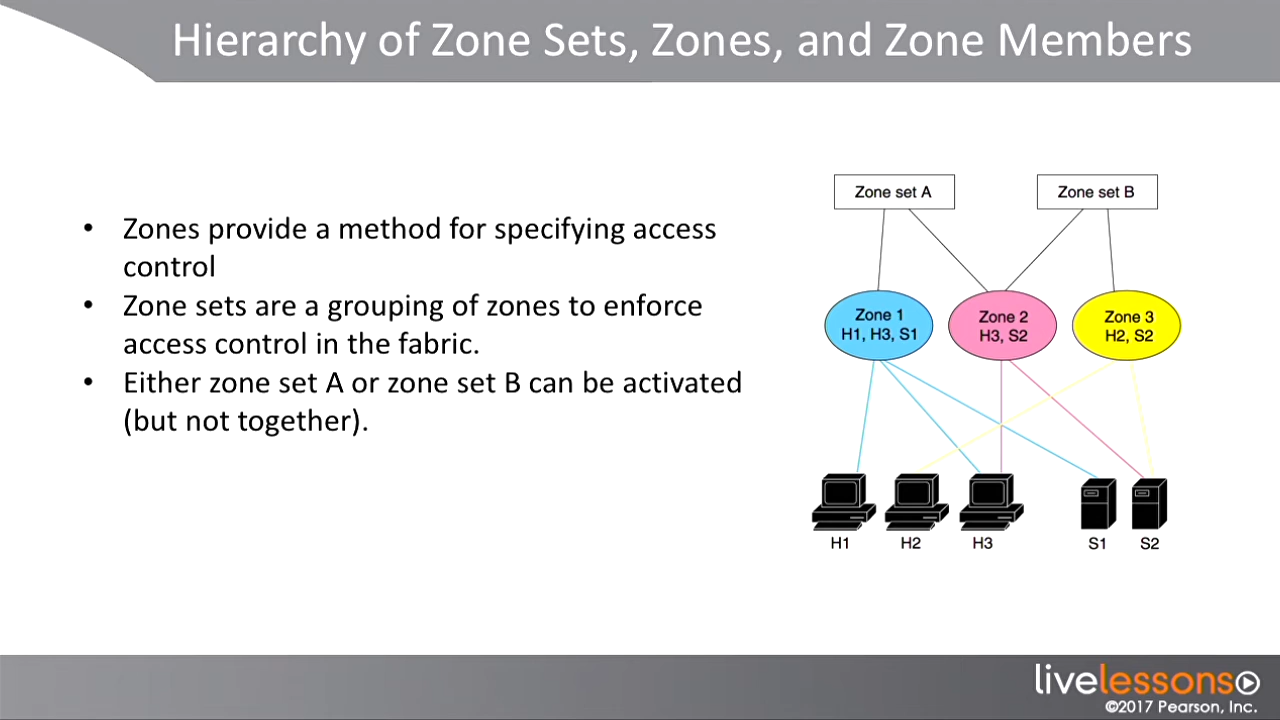 Hierarchy of Zone Sets, Zones, and Zone Members
• Zones provide a method for specifying access
control
• Zone sets are a grouping of zones to enforce
access control in the fabric.
• Either zone set A or zone set B can be activated
(but not together).
Zone set A
Zone set B
Zone 1
H1, H3, S1
Zone 2
H3, S2
Zone 3
H2, S2
H1
H2
H3
S1
S2
livelessons
©2017 Pearson, Inc.